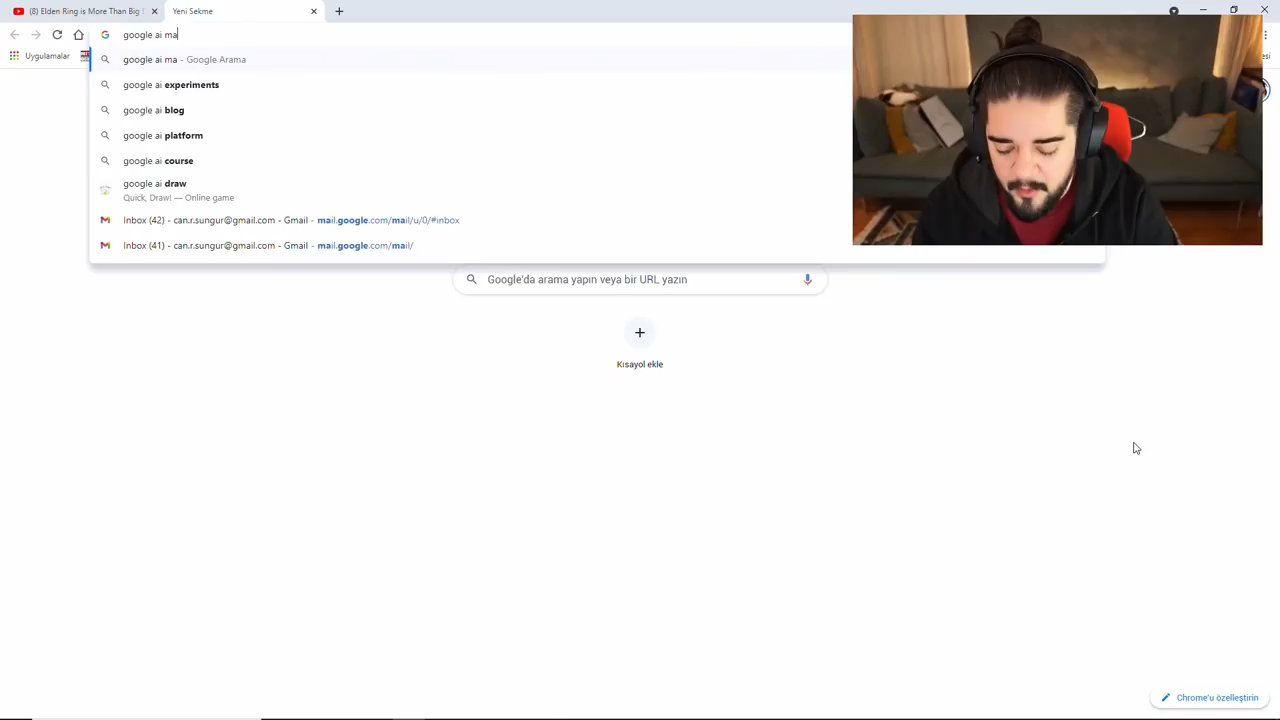 (8) Elden Ring is More Than Big
Yeni Sekme
google ai ma
Uygulamalar
google ai ma - Google Arama
google ai experiments
google ai blog
google ai platform
google ai course
google ai draw
Quick, Draw! — Online game
Inbox (42) - can.r.sungur@gmail.com - Gmail - mail.google.com/mail/u/0/#inbox
Inbox (41) - can.r.sungur@gmail.com - Gmail - mail.google.com/mail/
Google'da arama yapın veya bir URL yazın
Kısayol ekle
Chrome'u özelleştirin